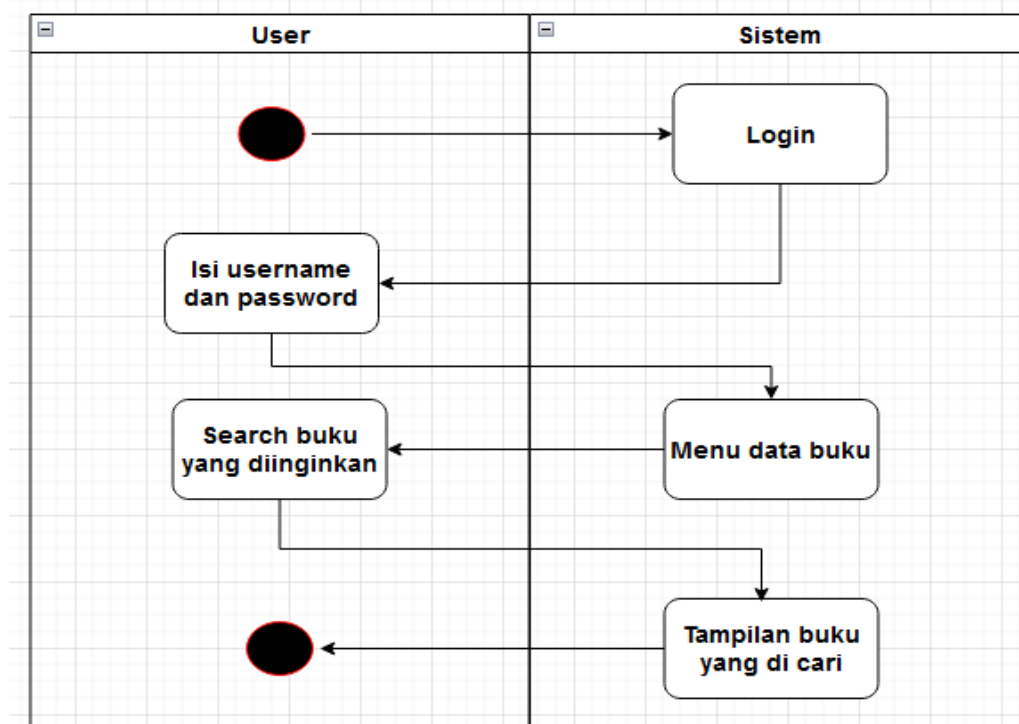 User
Sistem
Login
Isi username
dan password
Menu data buku
Search buku
yang diinginkan
Tampilan buku
yang di cari